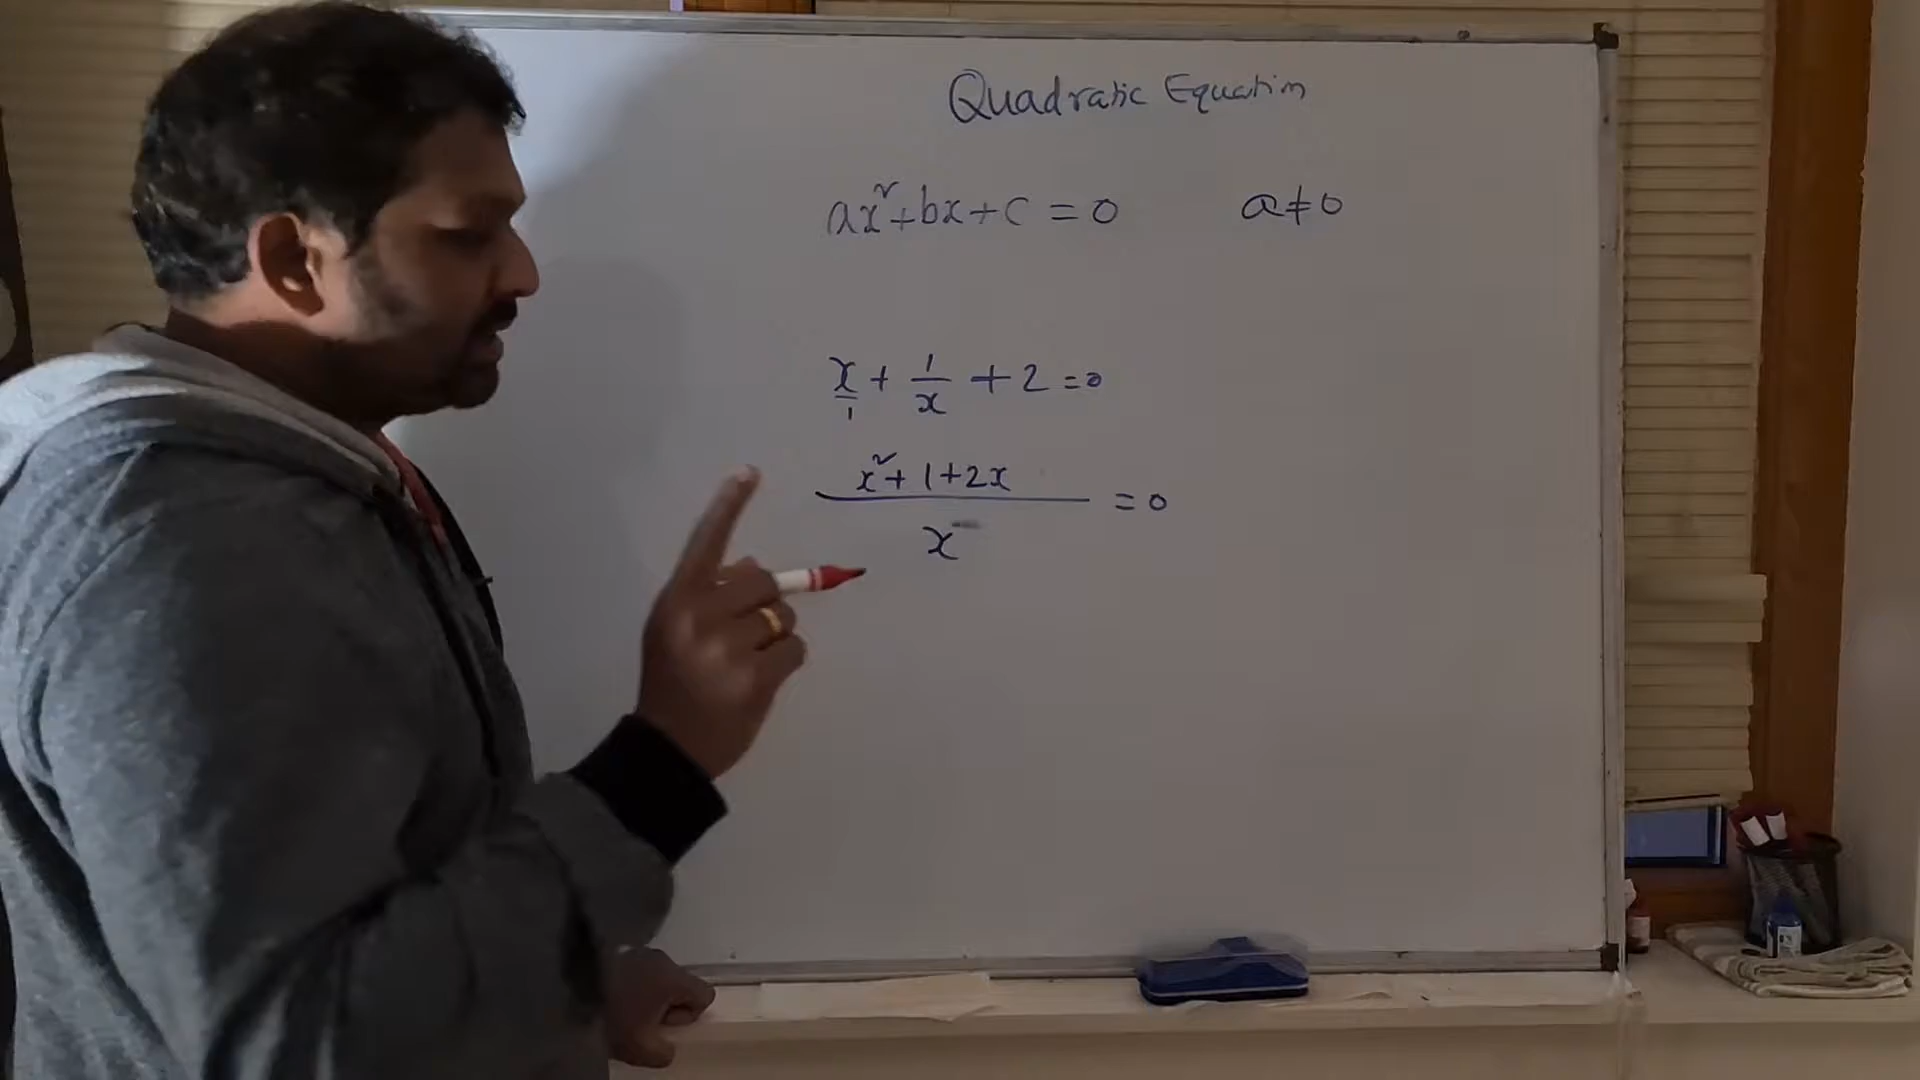 Quadratic Equation
ax²+bx+c=0 a≠0
x/1 + 1/x + 2 = 0
x²+1+2x / x = 0